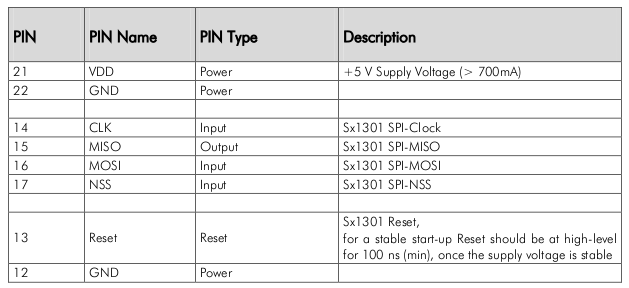 PIN PIN Name PIN Type Description
21 VDD Power +5 V Supply Voltage (> 700mA)
22 GND Power
14 CLK Input Sx1301 SPI-Clock
15 MISO Output Sx1301 SPI-MISO
16 MOSI Input Sx1301 SPI-MOSI
17 NSS Input Sx1301 SPI-NSS
13 Reset Reset Sx1301 Reset,
for a stable start-up Reset should be at high-level
for 100 ns (min), once the supply voltage is stable
12 GND Power